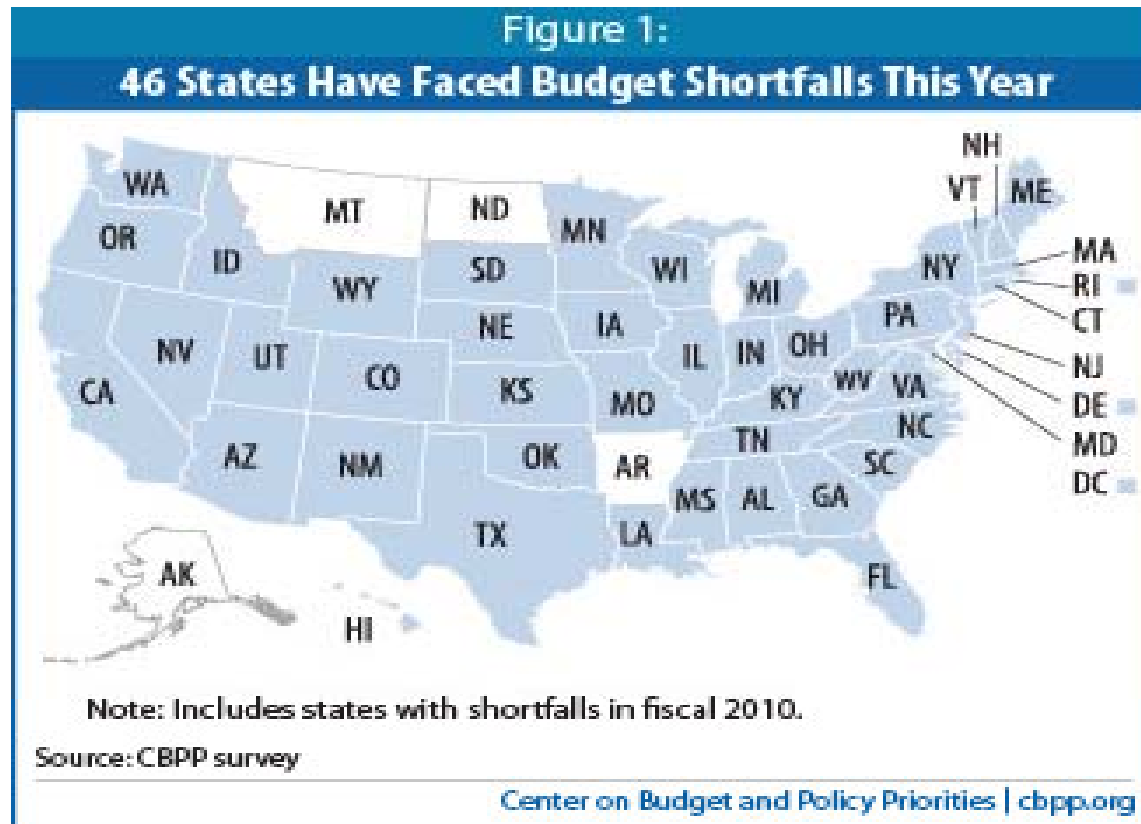 Figure 1:
46 States Have Faced Budget Shortfalls This Year
NH
VT ME
WA
MT ND
MN
OR
MA
ID SD WI NY
RI
WY MI
CT
PA
NE IA
OH
NV UT IL IN
NJ
CO WV VA
CA KS KY
MO DE
NC
TN MD
AZ NM OK AR SC
DC
MS AL GA
TX LA
AK FL
HI
Note: Includes states with shortfalls in fiscal 2010.
Source: CBPP survey
Center on Budget and Policy Priorities | cbpp.org